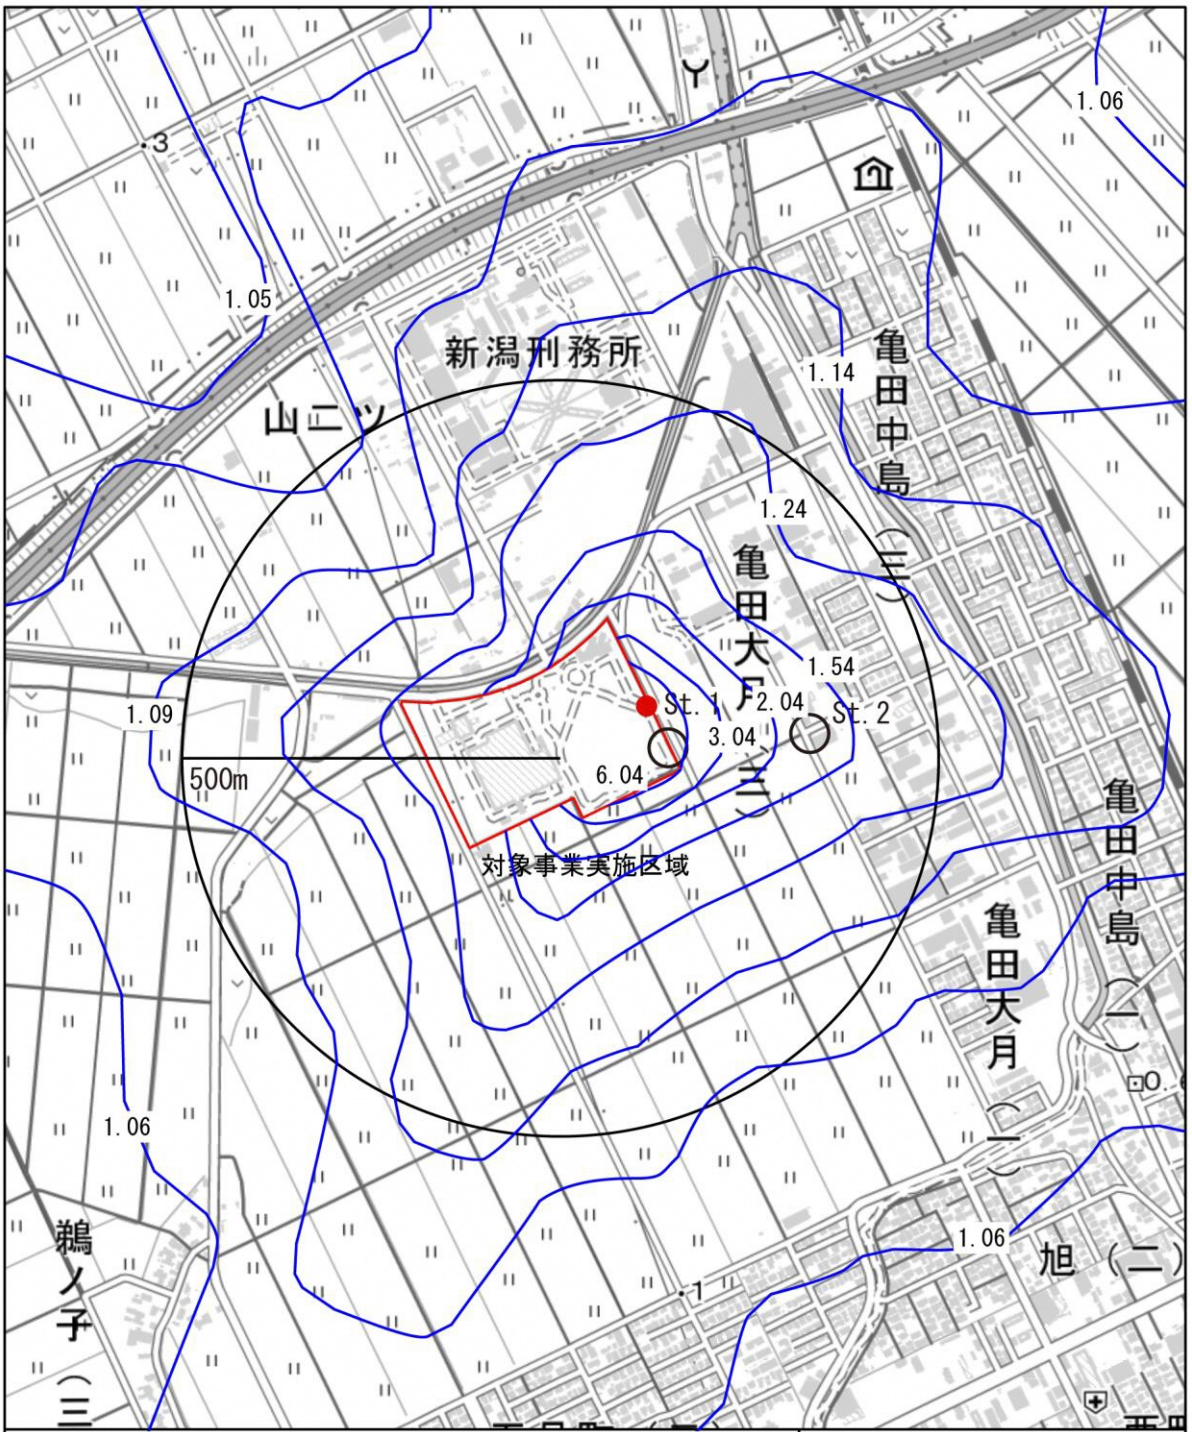 1.06
.3
1.05
新潟刑務所
山二ツ
1.14
亀田中島(三)
1.24
亀田大月(三)
1.54
St.1
2.04
St.2
1.09
3.04
6.04
500m
対象事業実施区域
亀田中島(二)
亀田大月(一)
1.06
1.06
鵜ノ子(三
旭(二)
.1